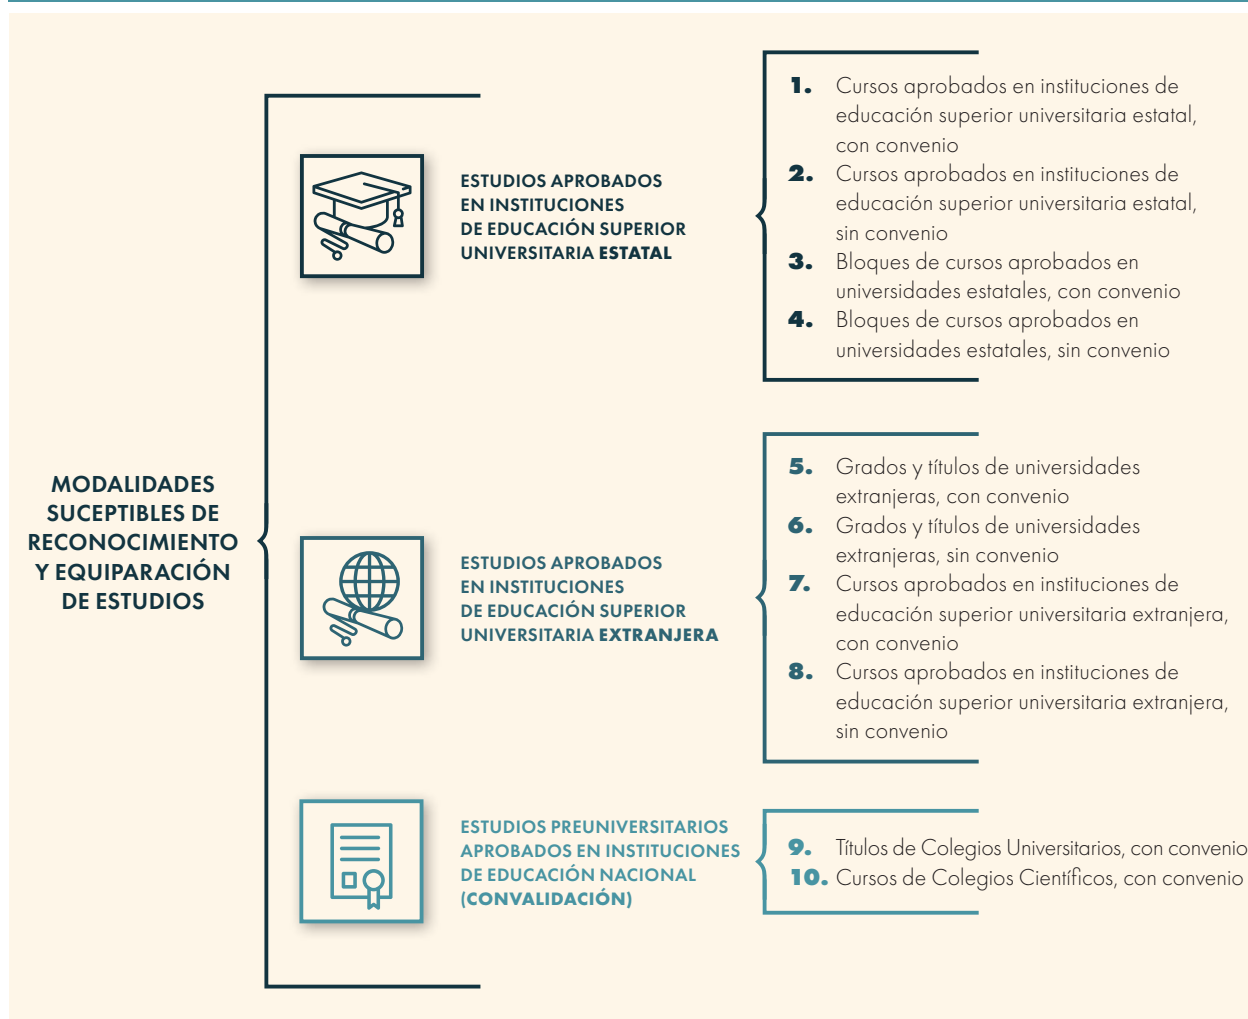 MODALIDADES
SUCEPTIBLES DE
RECONOCIMIENTO
Y EQUIPARACIÓN
DE ESTUDIOS
ESTUDIOS APROBADOS
EN INSTITUCIONES
DE EDUCACIÓN SUPERIOR
UNIVERSITARIA ESTATAL
1. Cursos aprobados en instituciones de
educación superior universitaria estatal,
con convenio
2. Cursos aprobados en instituciones de
educación superior universitaria estatal,
sin convenio
3. Bloques de cursos aprobados en
universidades estatales, con convenio
4. Bloques de cursos aprobados en
universidades estatales, sin convenio
ESTUDIOS APROBADOS
EN INSTITUCIONES
DE EDUCACIÓN SUPERIOR
UNIVERSITARIA EXTRANJERA
5. Grados y títulos de universidades
extranjeras, con convenio
6. Grados y títulos de universidades
extranjeras, sin convenio
7. Cursos aprobados en instituciones de
educación superior universitaria extranjera,
con convenio
8. Cursos aprobados en instituciones de
educación superior universitaria extranjera,
sin convenio
ESTUDIOS PREUNIVERSITARIOS
APROBADOS EN INSTITUCIONES
DE EDUCACIÓN NACIONAL
(CONVALIDACIÓN)
9. Títulos de Colegios Universitarios, con convenio
10. Cursos de Colegios Científicos, con convenio